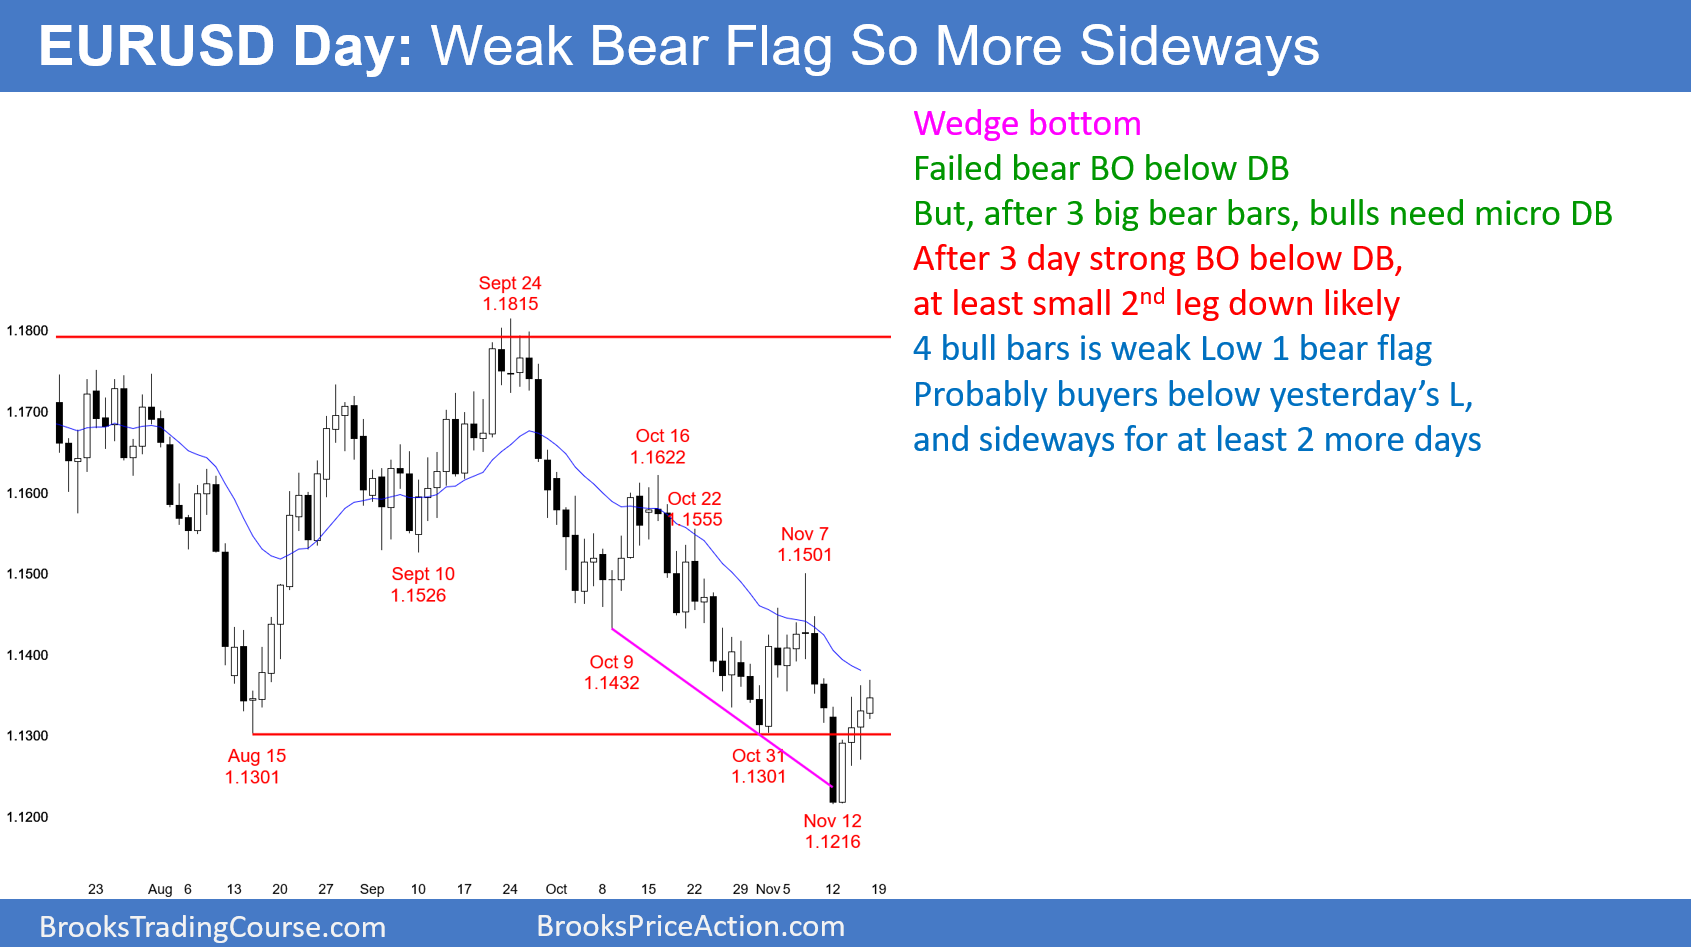 EURUSD Day: Weak Bear Flag So More Sideways
Wedge bottom
Failed bear BO below DB
But, after 3 big bear bars, bulls need micro DB
After 3 day strong BO below DB,
at least small 2nd leg down likely
4 bull bars is weak Low 1 bear flag
Probably buyers below yesterday's L,
and sideways for at least 2 more days
Sept 24
1.1815
1.1800
1.1700
Oct 16
1.1622
1.1600
Oct 22
1.1555
Nov 7
1.1501
1.1500
Sept 10
1.1526
1.1400
Oct 9
1.1432
1.1300
Aug 15
1.1301
Oct 31
1.1301
1.1200
Nov 12
1.1216
23 Aug 6 13 20 27 Sep 10 17 24 Oct 8 15 22 29 Nov 5 12 19
BrooksTradingCourse.com
BrooksPriceAction.com